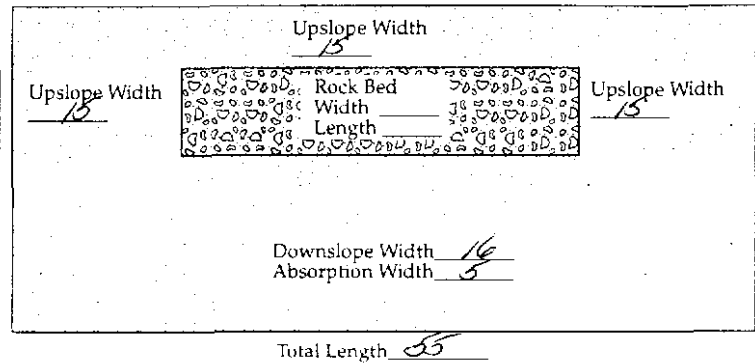 Upslope Width
15
Upslope Width
15
Rock Bed
Width
Length
Upslope Width
15
Downslope Width 16
Absorption Width 5
Total Length 55